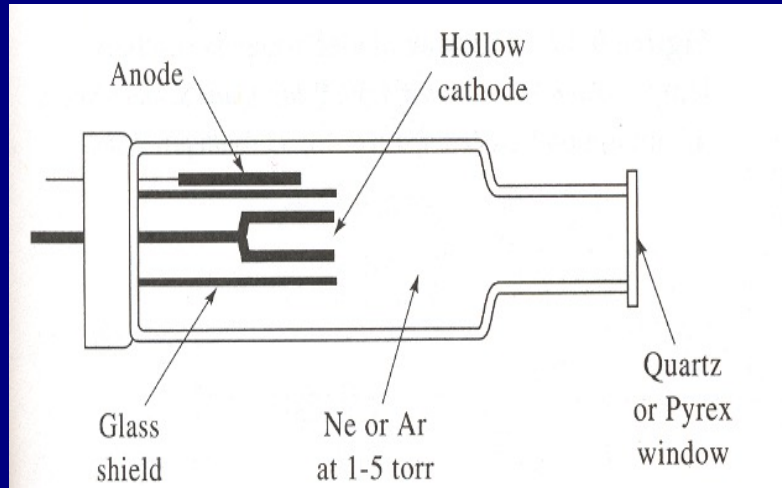 Anode
Hollow
cathode
Glass
shield
Ne or Ar
at 1-5 torr
Quartz
or Pyrex
window